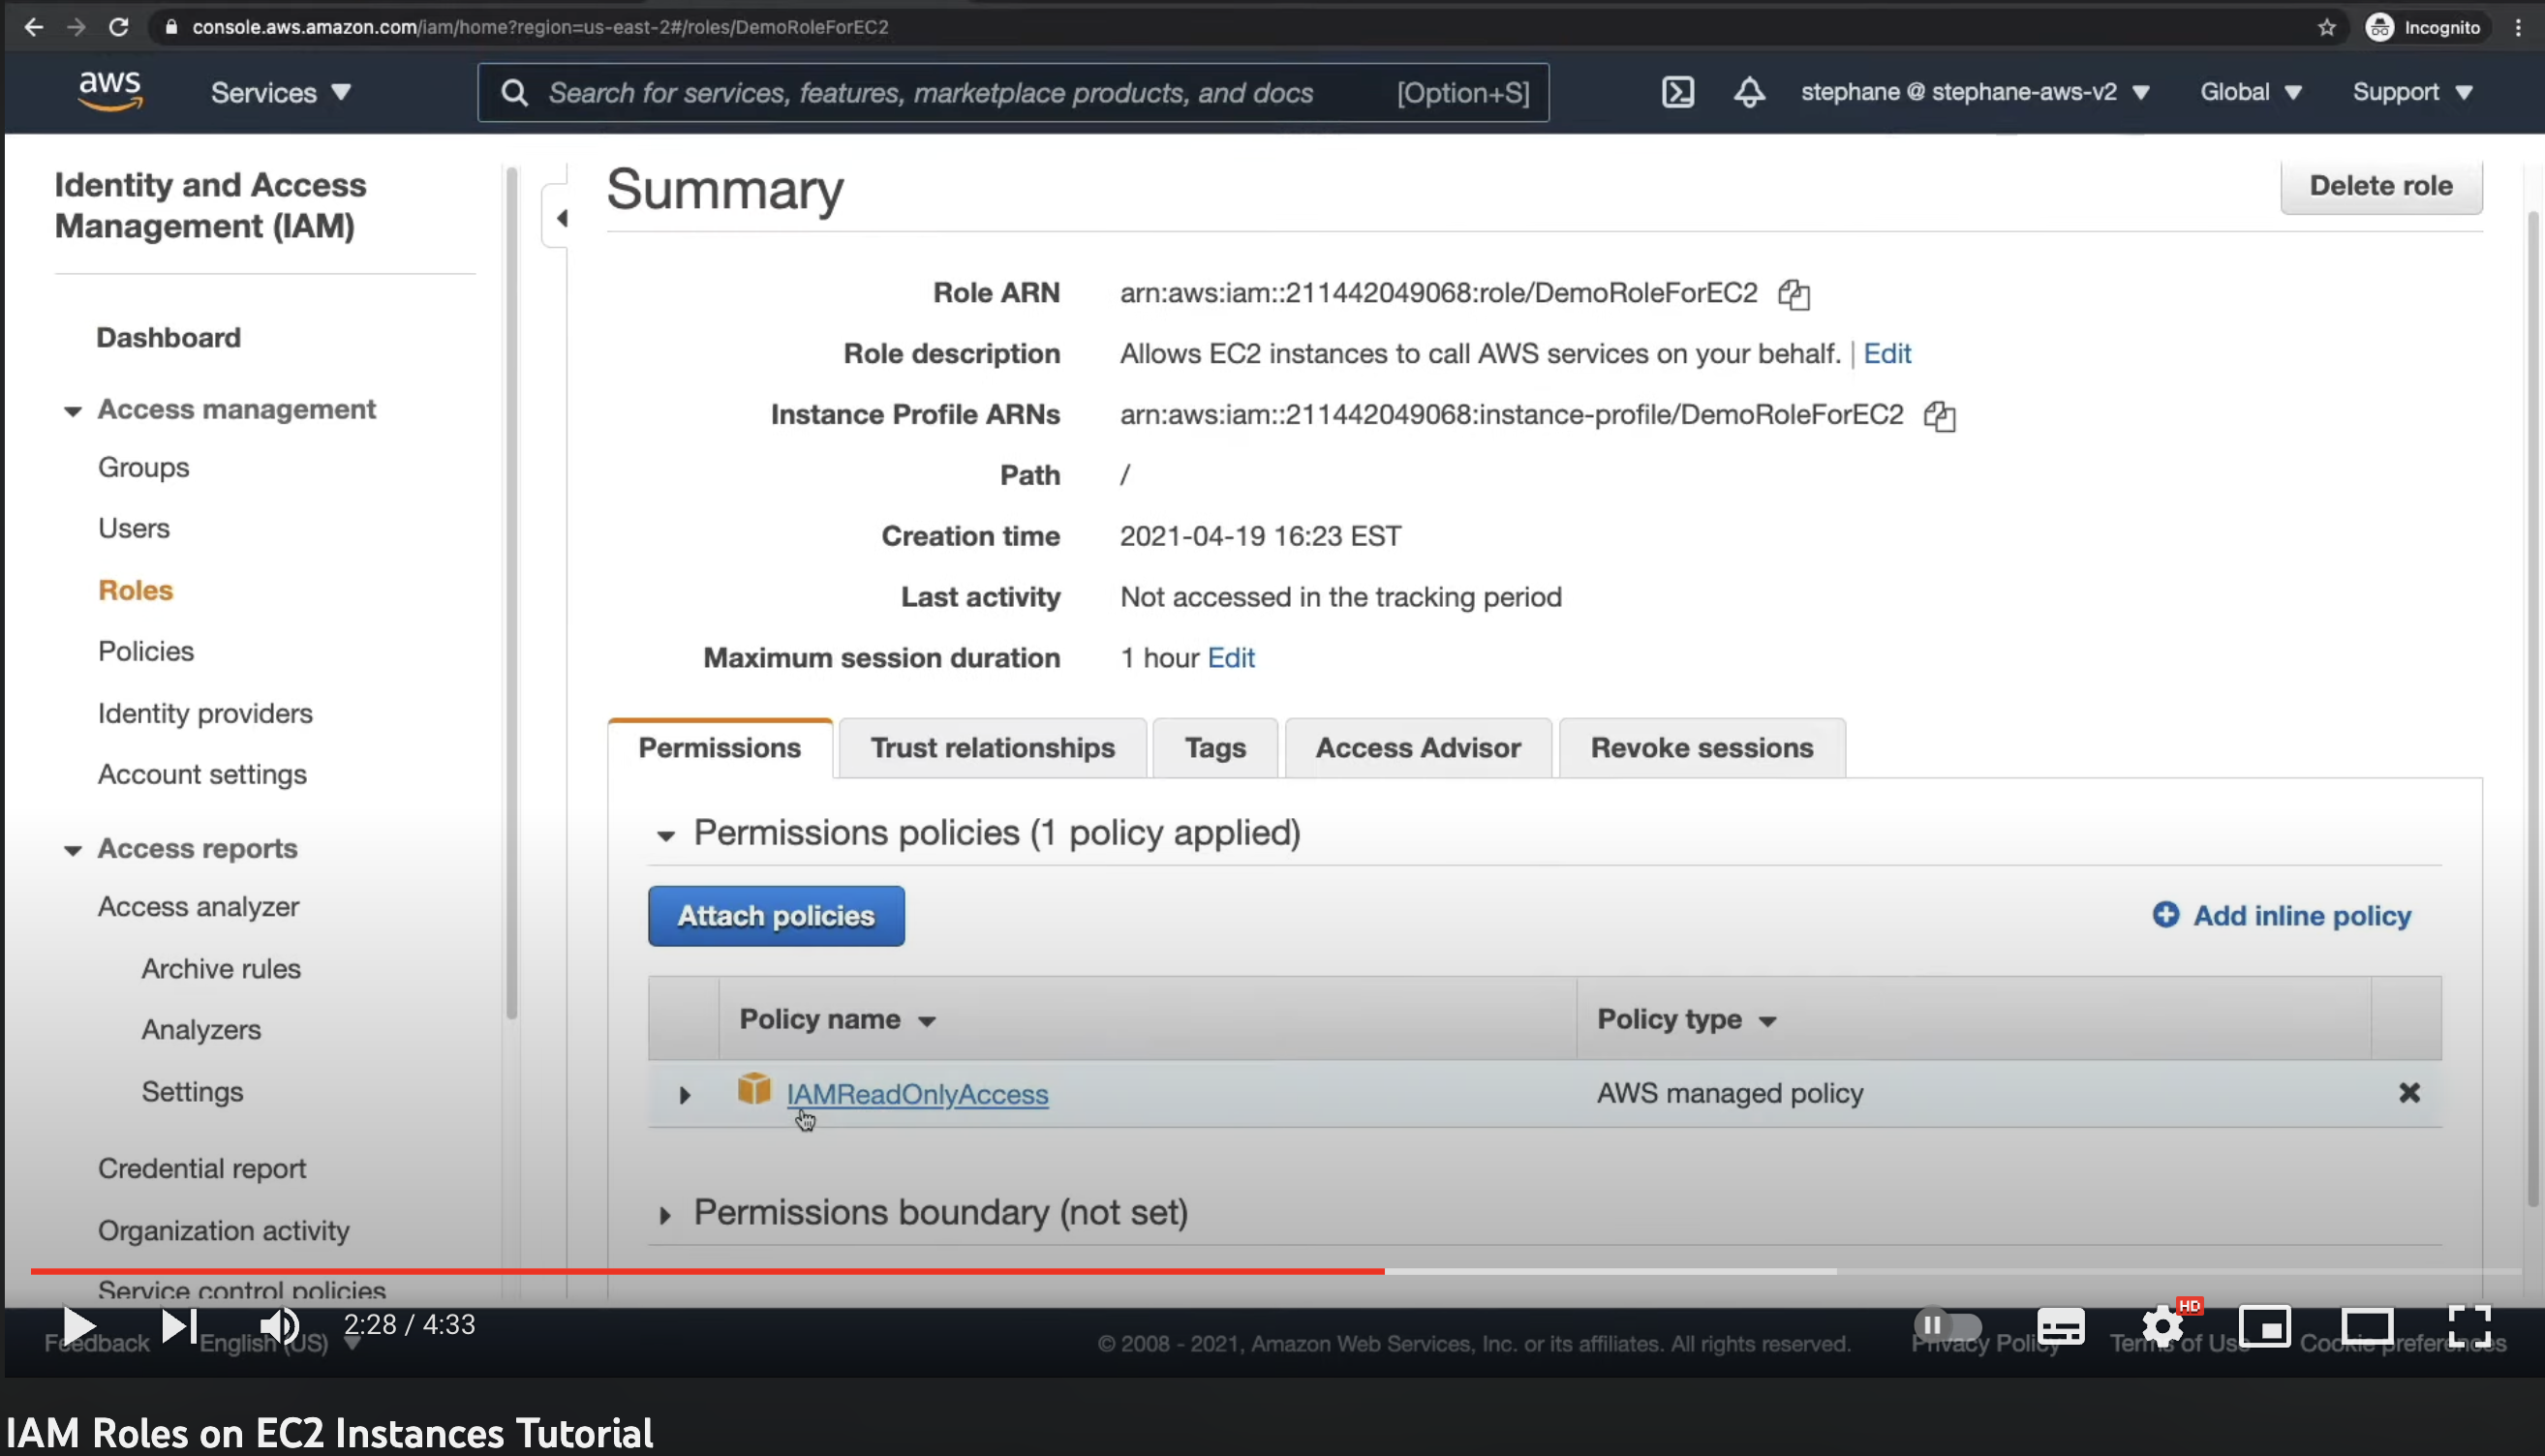 console.aws.amazon.com/iam/home?region=us-east-2#/roles/DemoRoleForEC2
Incognito
aws
Services
Search for services, features, marketplace products, and docs
[Option+S]
stephane @ stephane-aws-v2
Global
Support
Identity and Access
Management (IAM)
Dashboard
Access management
Groups
Users
Roles
Policies
Identity providers
Account settings
Access reports
Access analyzer
Archive rules
Analyzers
Settings
Credential report
Organization activity
Service control policies
Summary
Delete role
Role ARN arn:aws:iam::211442049068:role/DemoRoleForEC2
Role description Allows EC2 instances to call AWS services on your behalf. | Edit
Instance Profile ARNs arn:aws:iam::211442049068:instance-profile/DemoRoleForEC2
Path /
Creation time 2021-04-19 16:23 EST
Last activity Not accessed in the tracking period
Maximum session duration 1 hour Edit
Permissions
Trust relationships
Tags
Access Advisor
Revoke sessions
Permissions policies (1 policy applied)
Attach policies
Add inline policy
Policy name
Policy type
IAMReadOnlyAccess
AWS managed policy
Permissions boundary (not set)
2:28 / 4:33
HD
Feedback
English (US)
© 2008 - 2021, Amazon Web Services, Inc. or its affiliates. All rights reserved.
Privacy Policy
Terms of Use
Cookie preferences
IAM Roles on EC2 Instances Tutorial